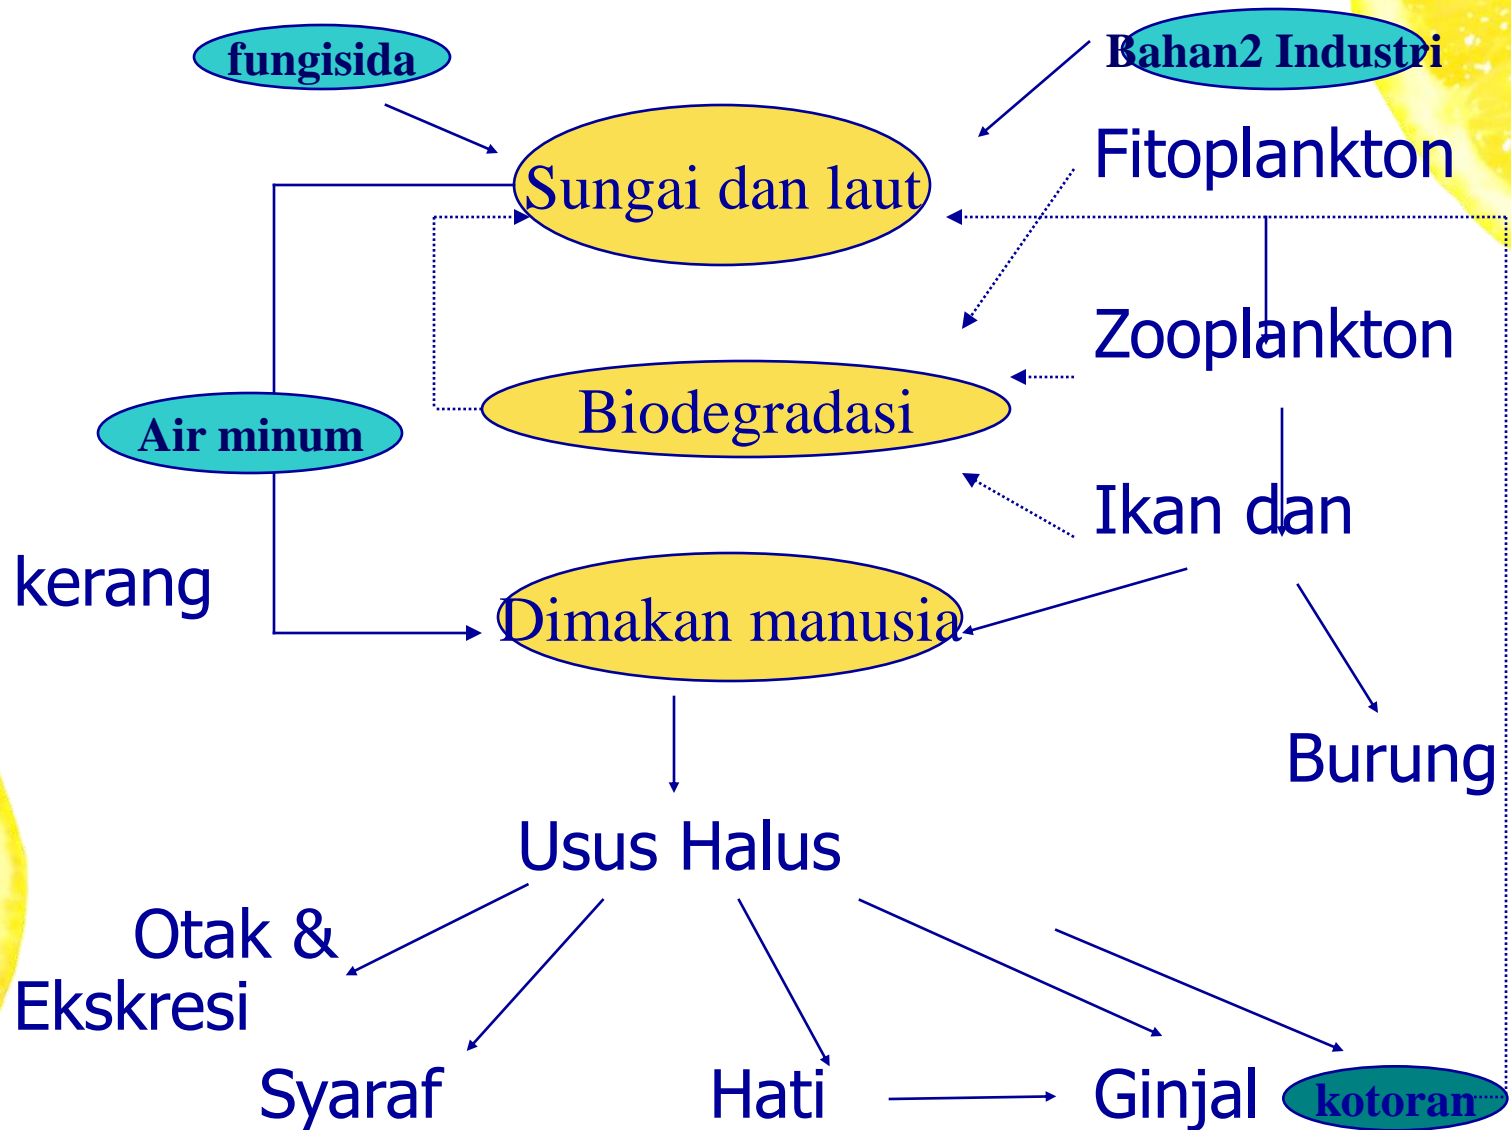 fungisida
Bahan2 Industri
Fitoplankton
Sungai dan laut
Zooplankton
Biodegradasi
Air minum
Ikan dan
kerang
Dimakan manusia
Burung
Usus Halus
Otak &
Ekskresi
Syaraf Hati Ginjal kotoran